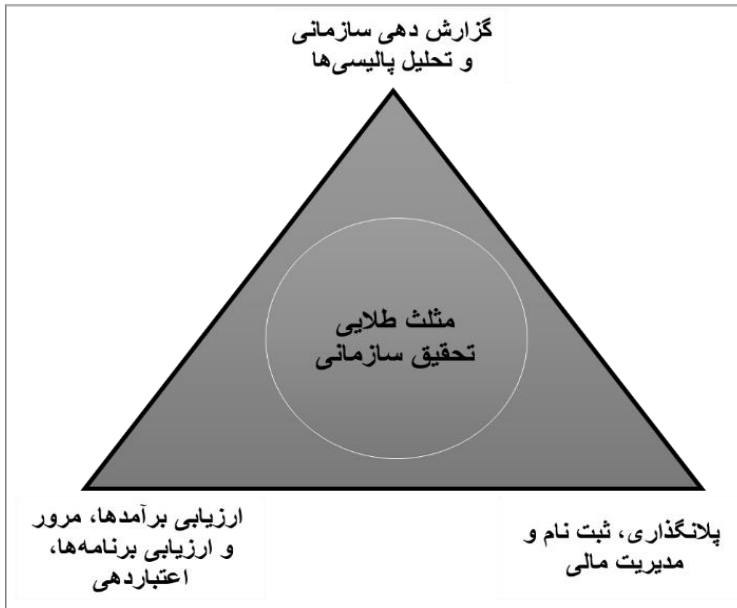 گزارش دهی سازمانی
و تحلیل پالیسی‌ها
مثلث طلایی
تحقیق سازمانی
پلانگذاری، ثبت نام و
مدیریت مالی
ارزیابی برآمدها، مرور
و ارزیابی برنامه‌ها،
اعتباردهی